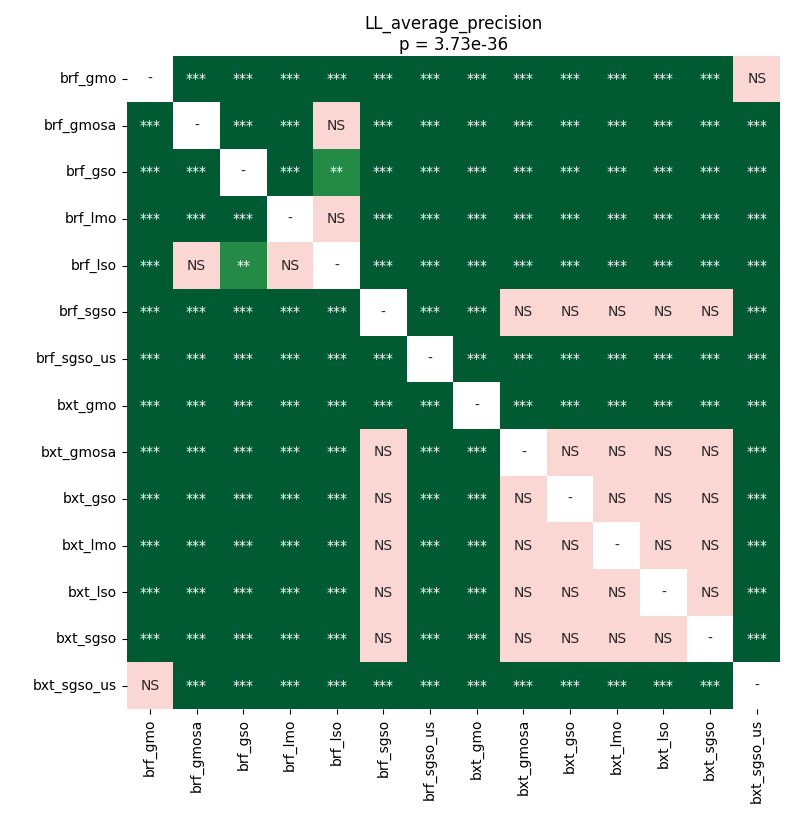 LL_average_precision
p = 3.73e-36
brf_gmo - *** *** *** *** *** *** *** *** *** *** *** *** NS
brf_gmosa *** - *** *** NS *** *** *** *** *** *** *** *** ***
brf_gso *** *** - *** ** *** *** *** *** *** *** *** *** ***
brf_lmo *** *** *** - NS *** *** *** *** *** *** *** *** ***
brf_lso *** NS ** NS - *** *** *** *** *** *** *** *** ***
brf_sgso *** *** *** *** *** - *** *** NS NS NS NS NS ***
brf_sgso_us *** *** *** *** *** *** - *** *** *** *** *** *** ***
bxt_gmo *** *** *** *** *** *** *** - *** *** *** *** *** ***
bxt_gmosa *** *** *** *** *** NS *** *** - NS NS NS NS ***
bxt_gso *** *** *** *** *** NS *** *** NS - NS NS NS ***
bxt_lmo *** *** *** *** *** NS *** *** NS NS - NS NS ***
bxt_lso *** *** *** *** *** NS *** *** NS NS NS - NS ***
bxt_sgso *** *** *** *** *** NS *** *** NS NS NS NS - ***
bxt_sgso_us NS *** *** *** *** *** *** *** *** *** *** *** *** -
brf_gmo brf_gmosa brf_gso brf_lmo brf_lso brf_sgso brf_sgso_us bxt_gmo bxt_gmosa bxt_gso bxt_lmo bxt_lso bxt_sgso bxt_sgso_us